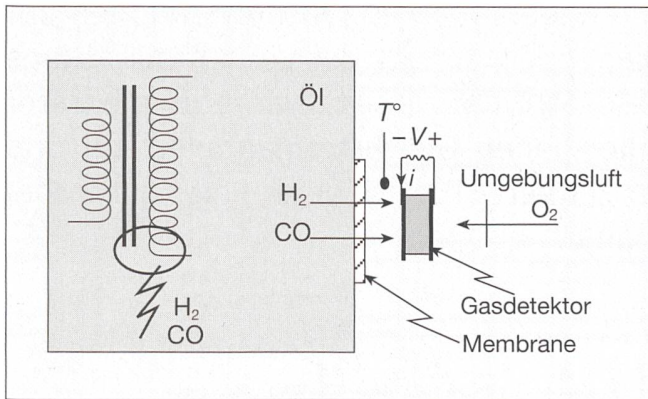 Öl
T°
– V +
i
H₂
CO
Umgebungsluft
O₂
H₂
CO
Gasdetektor
Membrane